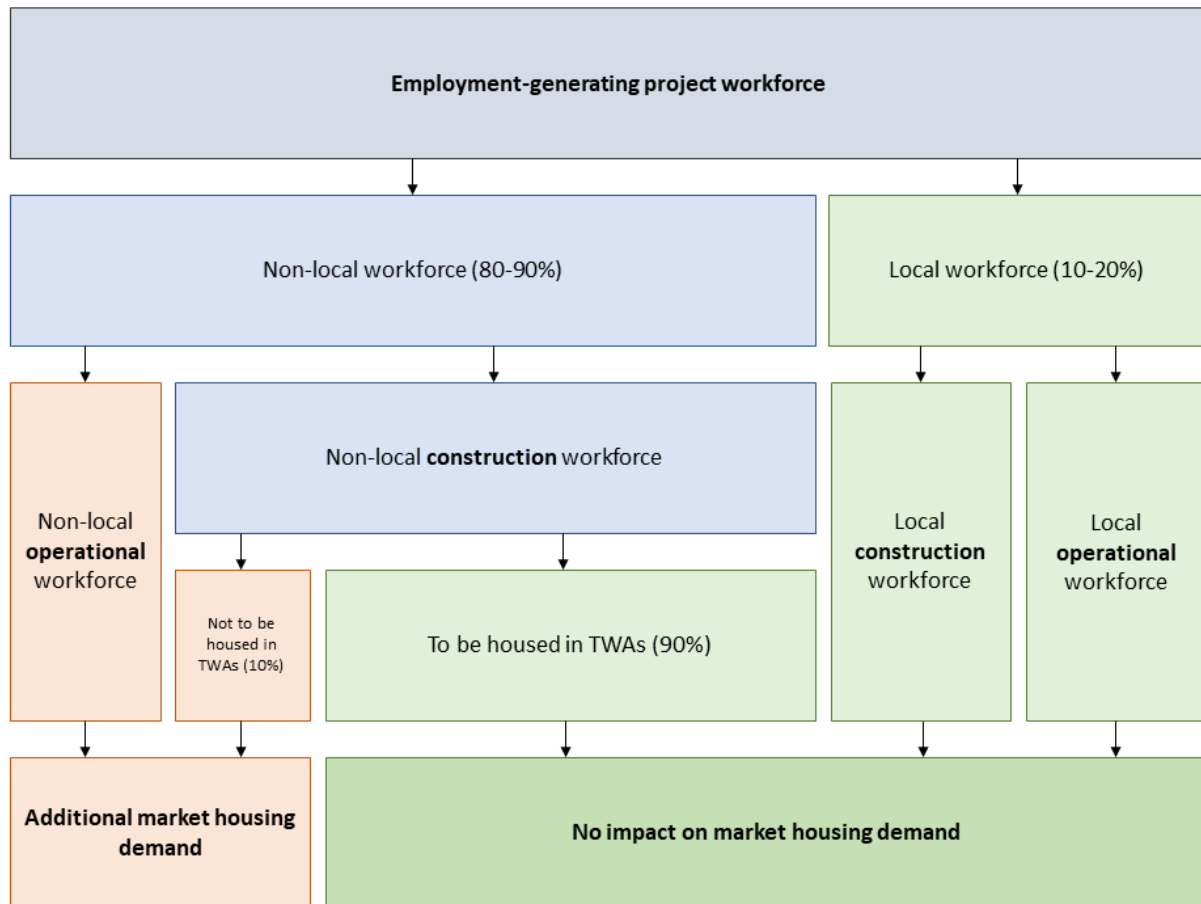 Employment-generating project workforce
Non-local workforce (80-90%)
Local workforce (10-20%)
Non-local
operational
workforce
Non-local construction workforce
Local
construction
workforce
Local
operational
workforce
Not to be
housed in
TWAs (10%)
To be housed in TWAs (90%)
Additional market housing
demand
No impact on market housing demand